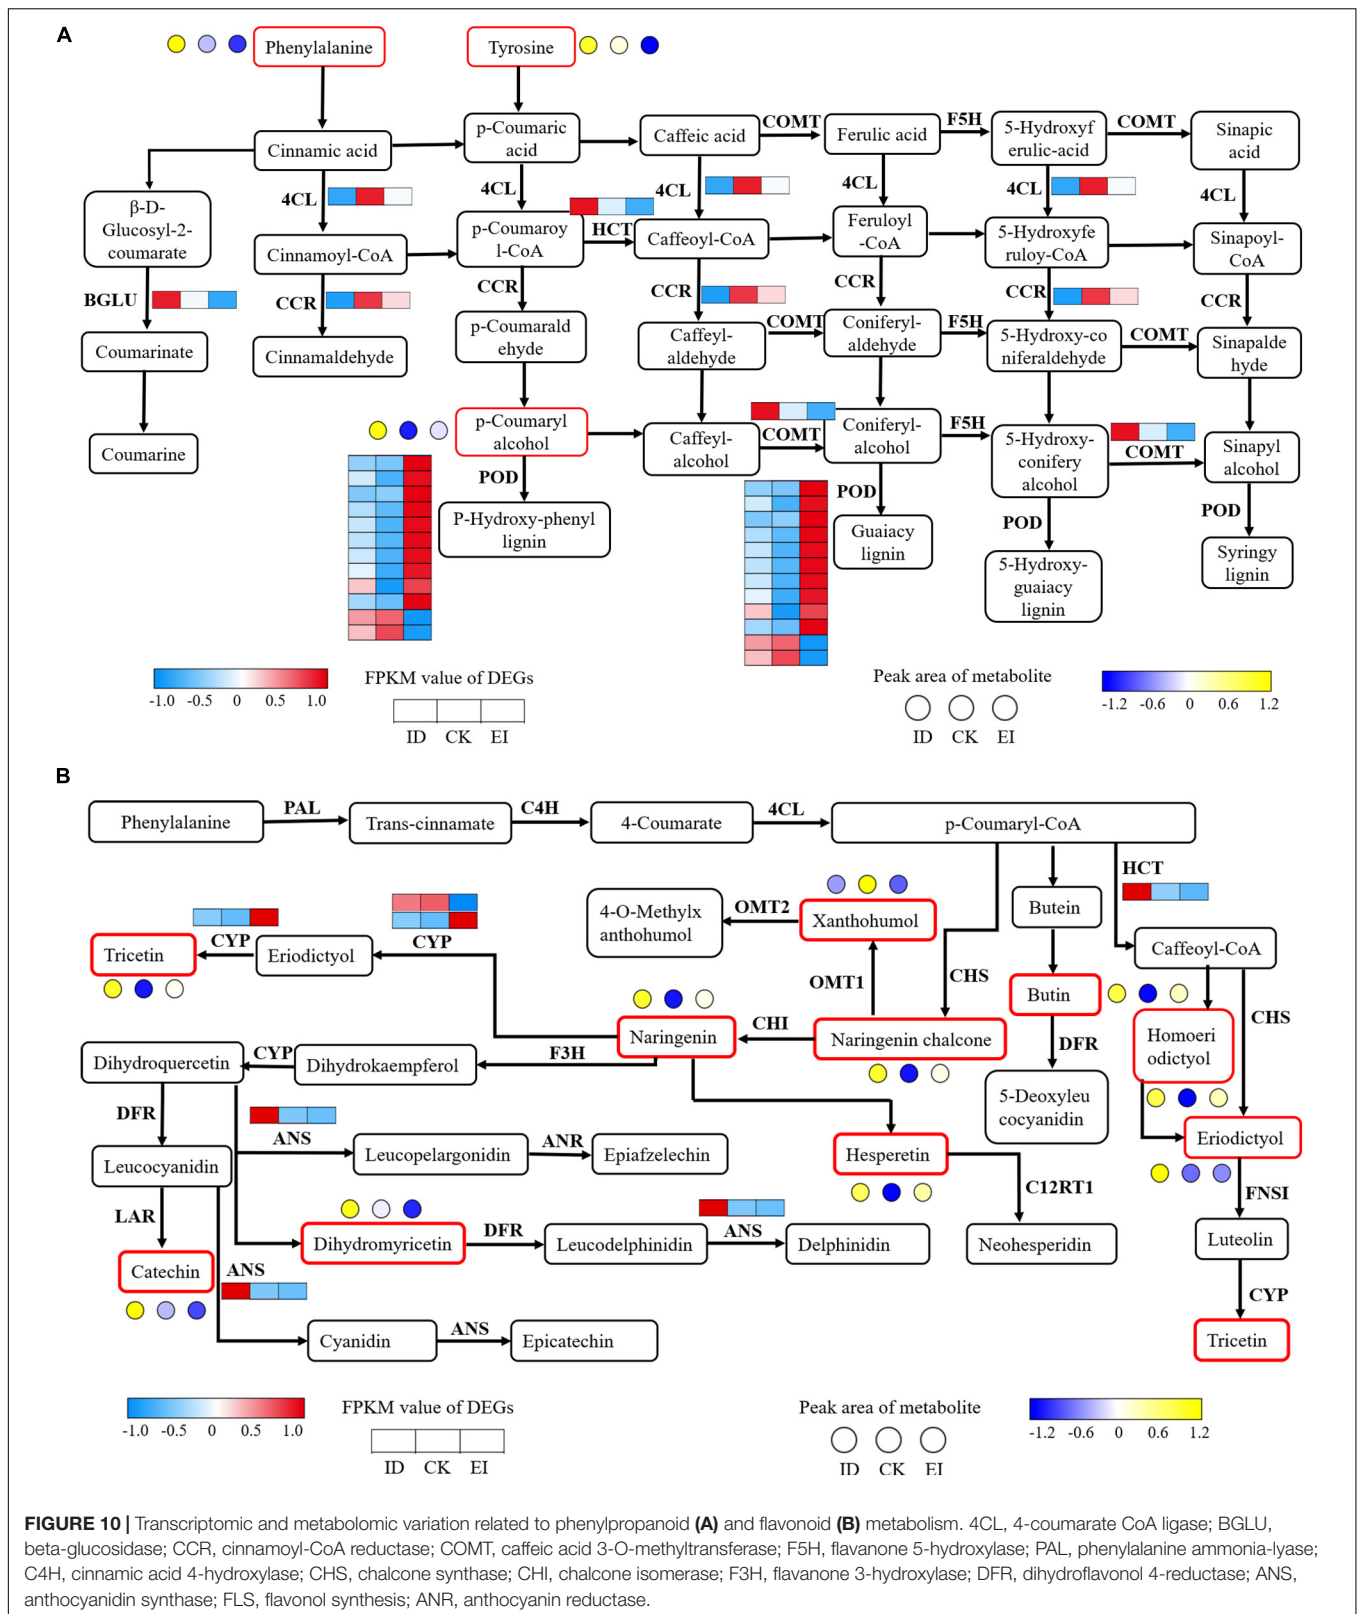 A
Phenylalanine
Tyrosine
Cinnamic acid
p-Coumaric
acid
Caffeic acid
COMT
Ferulic acid
F5H
5-Hydroxyf
erulic-acid
COMT
Sinapic
acid
4CL
4CL
4CL
4CL
4CL
4CL
β-D-
Glucosyl-2-
coumarate
Cinnamoyl-CoA
p-Coumaroy
l-CoA
HCT
Caffeoyl-CoA
Feruloyl
-CoA
5-Hydroxyfe
ruloy-CoA
Sinapoyl-
CoA
BGLU
CCR
CCR
CCR
CCR
CCR
CCR
Coumarinate
Cinnamaldehyde
p-Coumarald
ehyde
Caffeyl-
aldehyde
COMT
Coniferyl-
aldehyde
F5H
5-Hydroxy-co
niferaldehyde
COMT
Sinapalde
hyde
Coumarine
p-Coumaryl
alcohol
Caffeyl-
alcohol
COMT
Coniferyl-
alcohol
F5H
5-Hydroxy-
conifery
alcohol
COMT
Sinapyl
alcohol
POD
POD
POD
POD
P-Hydroxy-phenyl
lignin
Guaiacy
lignin
5-Hydroxy-
guaiacy
lignin
Syringy
lignin
FPKM value of DEGs
-1.0 -0.5 0 0.5 1.0
ID CK EI
Peak area of metabolite
ID CK EI
-1.2 -0.6 0 0.6 1.2
B
Phenylalanine
PAL
Trans-cinnamate
C4H
4-Coumarate
4CL
p-Coumaryl-CoA
HCT
4-O-Methylx
anthohumol
OMT2
Xanthohumol
Butein
Tricetin
CYP
Eriodictyol
CYP
Caffeoyl-CoA
OMT1
CHS
Butin
CHS
Naringenin
CHI
Naringenin chalcone
DFR
Homoeri
odictyol
Dihydroquercetin
CYP
Dihydrokaempferol
F3H
5-Deoxyleu
cocyanidin
DFR
ANS
Leucopelargonidin
ANR
Epiafzelechin
Hesperetin
Eriodictyol
Leucocyanidin
C12RT1
FNSI
LAR
Dihydromyricetin
DFR
Leucodelphinidin
ANS
Delphinidin
Neohesperidin
Luteolin
Catechin
ANS
CYP
Cyanidin
ANS
Epicatechin
Tricetin
FPKM value of DEGs
-1.0 -0.5 0 0.5 1.0
ID CK EI
Peak area of metabolite
ID CK EI
-1.2 -0.6 0 0.6 1.2
FIGURE 10 | Transcriptomic and metabolomic variation related to phenylpropanoid (A) and flavonoid (B) metabolism. 4CL, 4-coumarate CoA ligase; BGLU,
beta-glucosidase; CCR, cinnamoyl-CoA reductase; COMT, caffeic acid 3-O-methyltransferase; F5H, flavanone 5-hydroxylase; PAL, phenylalanine ammonia-lyase;
C4H, cinnamic acid 4-hydroxylase; CHS, chalcone synthase; CHI, chalcone isomerase; F3H, flavanone 3-hydroxylase; DFR, dihydroflavonol 4-reductase; ANS,
anthocyanidin synthase; FLS, flavonol synthesis; ANR, anthocyanin reductase.